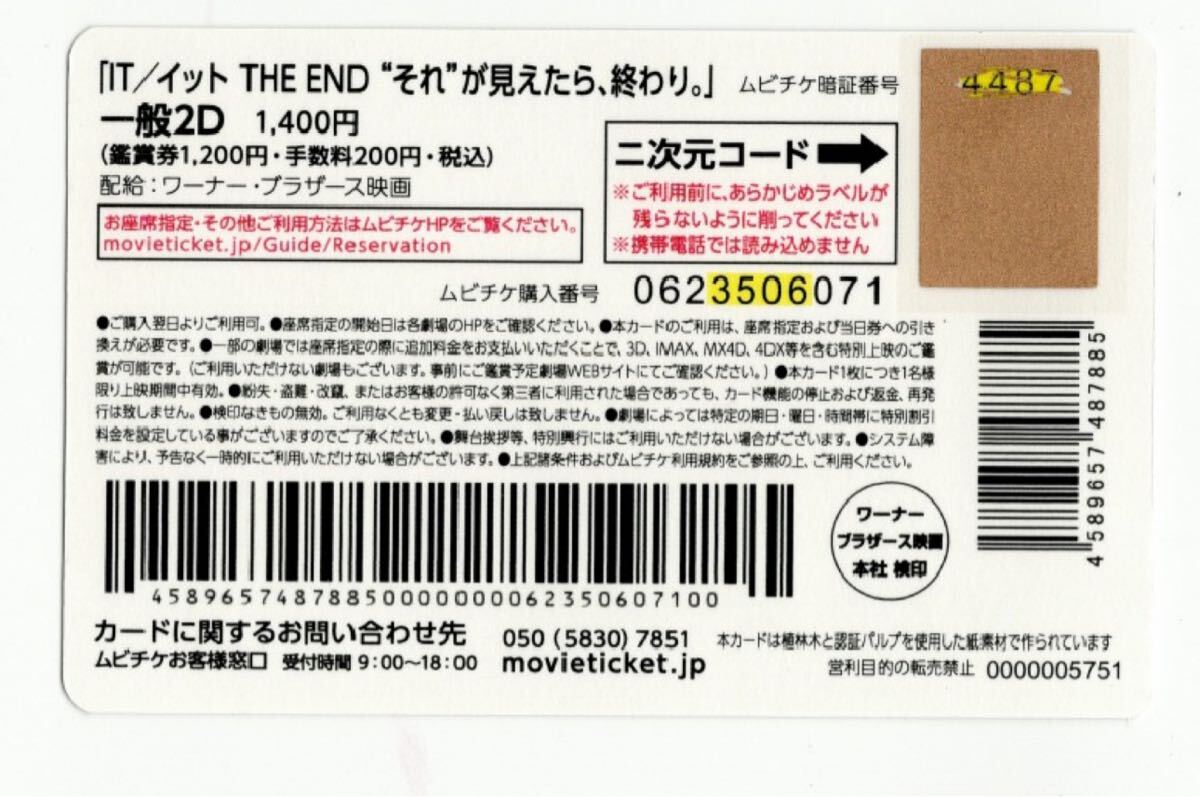 「IT/イット THE END “それ”が見えたら、終わり。」 ムビチケ暗証番号 4487
一般2D 1,400円
(鑑賞券1,200円・手数料200円・税込)
配給:ワーナー・ブラザース映画
お座席指定・その他ご利用方法はムビチケHPをご覧ください。
movieticket.jp/Guide/Reservation
二次元コード➡
※ご利用前に、あらかじめラベルが
残らないように削ってください
※携帯電話では読み込めません
ムビチケ購入番号 0623506071
●ご購入翌日よりご利用可。●座席指定の開始日は各劇場のHPをご確認ください。●本カードのご利用は、座席指定および当日券への引き
換えが必要です。●一部の劇場では座席指定の際に追加料金をお支払いいただくことで、3D、IMAX、MX4D、4DX等を含む特別上映のご鑑
賞が可能です。(ご利用いただけない劇場もございます。事前にご鑑賞予定劇場WEBサイトにてご確認ください。)●本カード1枚につき1名様
限り上映期間中有効。●紛失・盗難・改竄、またはお客様の許可なく第三者に利用された場合であっても、カード機能の停止および返金、再発
行は致しません。●検印なきもの無効。ご利用なくとも変更・払い戻しは致しません。●劇場によっては特定の期日・曜日・時間帯に特別割引
料金を設定している事がございますのでご了承ください。●舞台挨拶等、特別興行にはご利用いただけない場合がございます。●システム障
害により、予告なく一時的にご利用いただけない場合がございます。●上記諸条件およびムビチケ利用規約をご参照の上、ご利用ください。
4589657487885
458965748788500000000062350607100
ワーナー
ブラザース映画
本社 検印
カードに関するお問い合わせ先 050 (5830) 7851
ムビチケお客様窓口 受付時間 9:00〜18:00 movieticket.jp
本カードは植林木と認証パルプを使用した紙素材で作られています
営利目的の転売禁止 0000005751